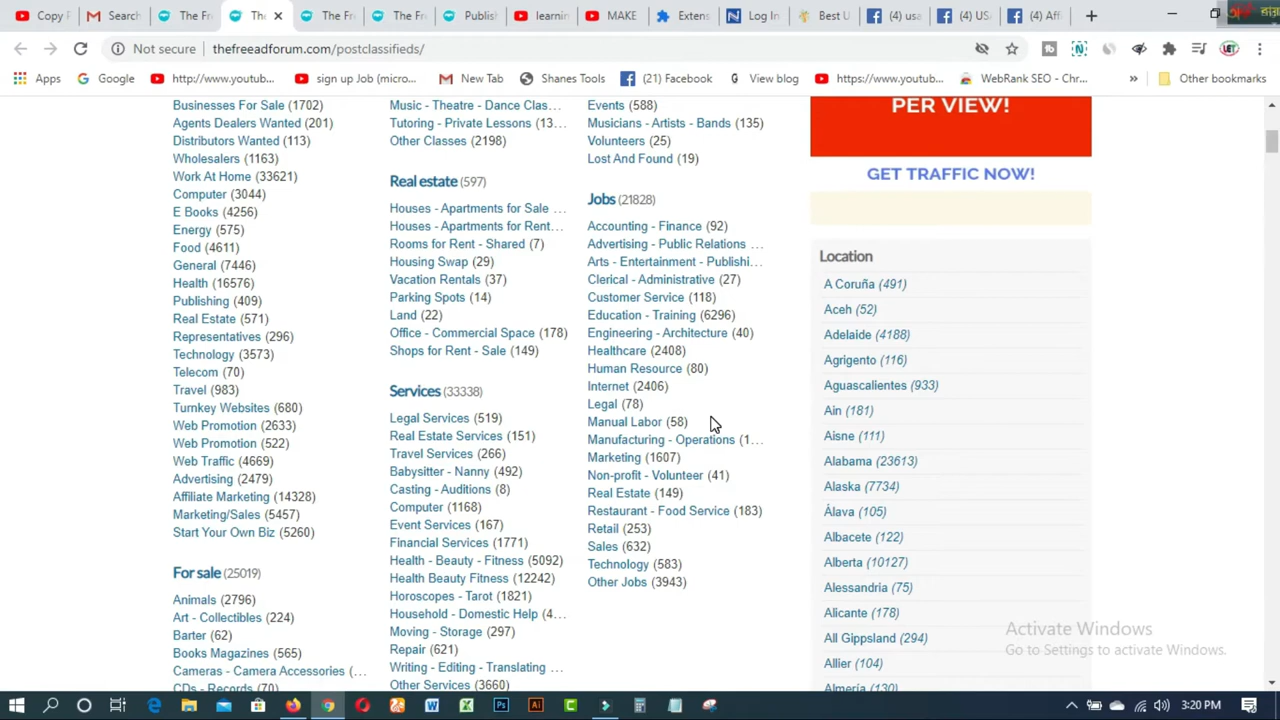 Copy P
Search
The Fr
The
The Fr
The Fr
Publish
learn
MAKE
Extens
Log In
Best l
(4) usa
(4) US
(4) Aff
Not secure
thefreeadforum.com/postclassifieds/
Apps
Google
http://www.youtub...
sign up Job (micro...
New Tab
Shanes Tools
(21) Facebook
View blog
https://www.youtub...
WebRank SEO - Chr...
»
Other bookmarks
Businesses For Sale (1702)
Agents Dealers Wanted (201)
Distributors Wanted (113)
Wholesalers (1163)
Work At Home (33621)
Computer (3044)
E Books (4256)
Energy (575)
Food (4611)
General (7446)
Health (16576)
Publishing (409)
Real Estate (571)
Representatives (296)
Technology (3573)
Telecom (70)
Travel (983)
Turnkey Websites (680)
Web Promotion (2633)
Web Promotion (522)
Web Traffic (4669)
Advertising (2479)
Affiliate Marketing (14328)
Marketing/Sales (5457)
Start Your Own Biz (5260)
For sale (25019)
Animals (2796)
Art - Collectibles (224)
Barter (62)
Books Magazines (565)
Cameras - Camera Accessories (...
CDs - Records (70)
Music - Theatre - Dance Clas...
Tutoring - Private Lessons (13...
Other Classes (2198)
Real estate (597)
Houses - Apartments for Sale ...
Houses - Apartments for Rent...
Rooms for Rent - Shared (7)
Housing Swap (29)
Vacation Rentals (37)
Parking Spots (14)
Land (22)
Office - Commercial Space (178)
Shops for Rent - Sale (149)
Services (33338)
Legal Services (519)
Real Estate Services (151)
Travel Services (266)
Babysitter - Nanny (492)
Casting - Auditions (8)
Computer (1168)
Event Services (167)
Financial Services (1771)
Health - Beauty - Fitness (5092)
Health Beauty Fitness (12242)
Horoscopes - Tarot (1821)
Household - Domestic Help (4...
Moving - Storage (297)
Repair (621)
Writing - Editing - Translating ...
Other Services (3660)
Events (588)
Musicians - Artists - Bands (135)
Volunteers (25)
Lost And Found (19)
Jobs (21828)
Accounting - Finance (92)
Advertising - Public Relations ...
Arts - Entertainment - Publishi...
Clerical - Administrative (27)
Customer Service (118)
Education - Training (6296)
Engineering - Architecture (40)
Healthcare (2408)
Human Resource (80)
Internet (2406)
Legal (78)
Manual Labor (58)
Manufacturing - Operations (1...
Marketing (1607)
Non-profit - Volunteer (41)
Real Estate (149)
Restaurant - Food Service (183)
Retail (253)
Sales (632)
Technology (583)
Other Jobs (3943)
PER VIEW!
GET TRAFFIC NOW!
Location
A Coruña (491)
Aceh (52)
Adelaide (4188)
Agrigento (116)
Aguascalientes (933)
Ain (181)
Aisne (111)
Alabama (23613)
Alaska (7734)
Álava (105)
Albacete (122)
Alberta (10127)
Alessandria (75)
Alicante (178)
All Gippsland (294)
Allier (104)
Almería (130)
Activate Windows
Go to Settings to activate Windows.
3:20 PM